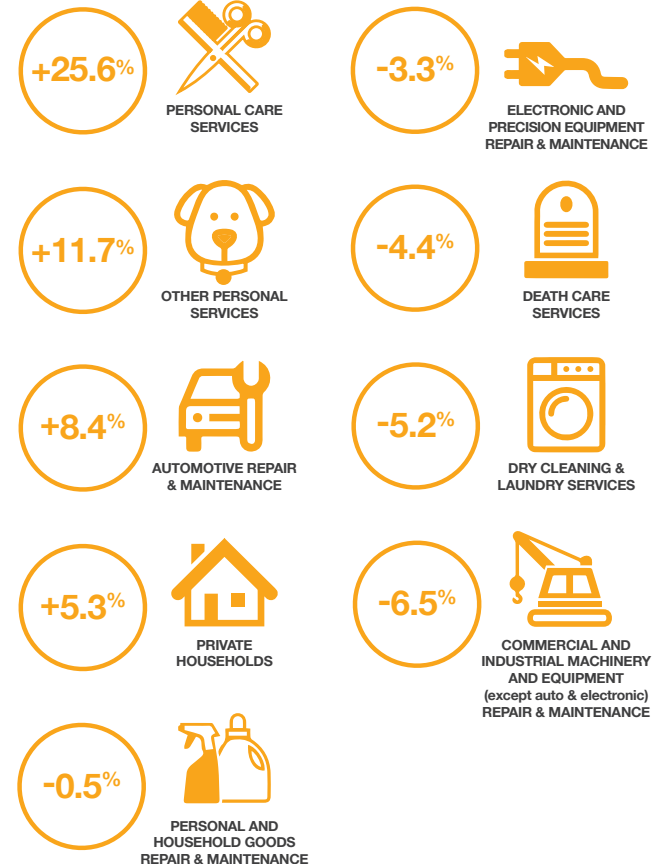 +25.6%
PERSONAL CARE
SERVICES
+11.7%
OTHER PERSONAL
SERVICES
+8.4%
AUTOMOTIVE REPAIR
& MAINTENANCE
+5.3%
PRIVATE
HOUSEHOLDS
-0.5%
PERSONAL AND
HOUSEHOLD GOODS
REPAIR & MAINTENANCE
-3.3%
ELECTRONIC AND
PRECISION EQUIPMENT
REPAIR & MAINTENANCE
-4.4%
DEATH CARE
SERVICES
-5.2%
DRY CLEANING &
LAUNDRY SERVICES
-6.5%
COMMERCIAL AND
INDUSTRIAL MACHINERY
AND EQUIPMENT
(except auto & electronic)
REPAIR & MAINTENANCE